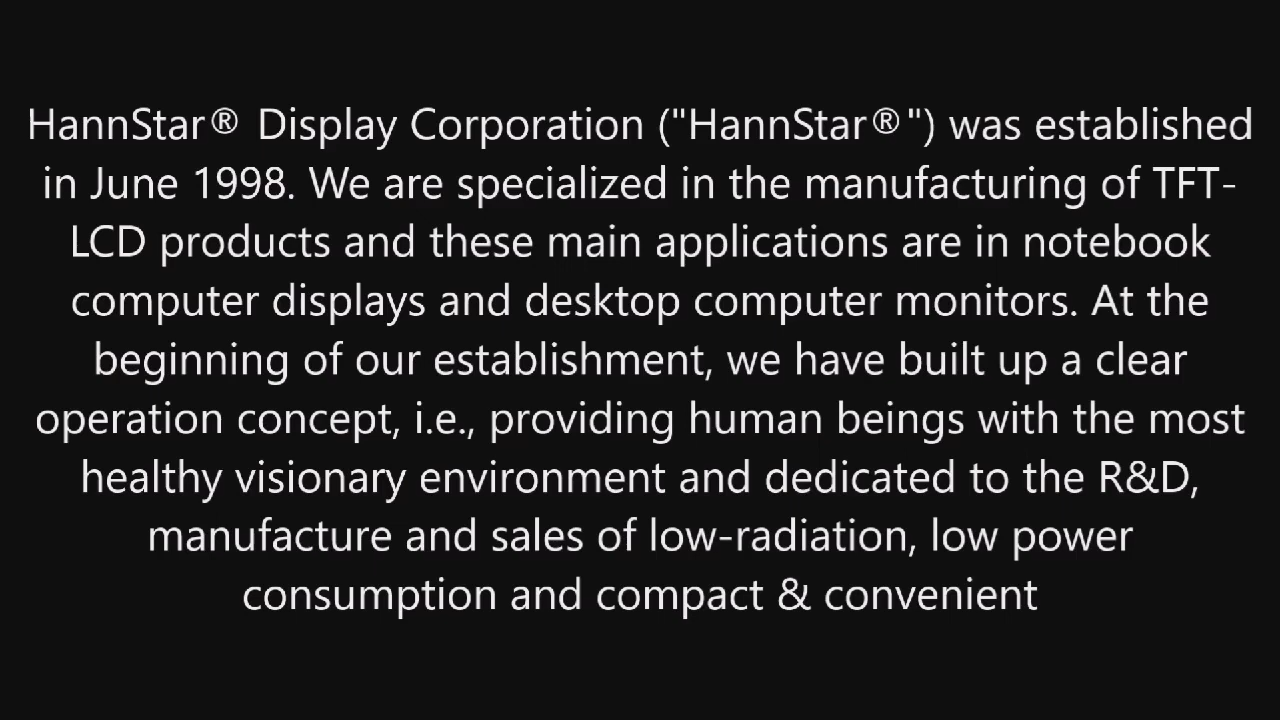 HannStar® Display Corporation ("HannStar®") was established
in June 1998. We are specialized in the manufacturing of TFT-
LCD products and these main applications are in notebook
computer displays and desktop computer monitors. At the
beginning of our establishment, we have built up a clear
operation concept, i.e., providing human beings with the most
healthy visionary environment and dedicated to the R&D,
manufacture and sales of low-radiation, low power
consumption and compact & convenient